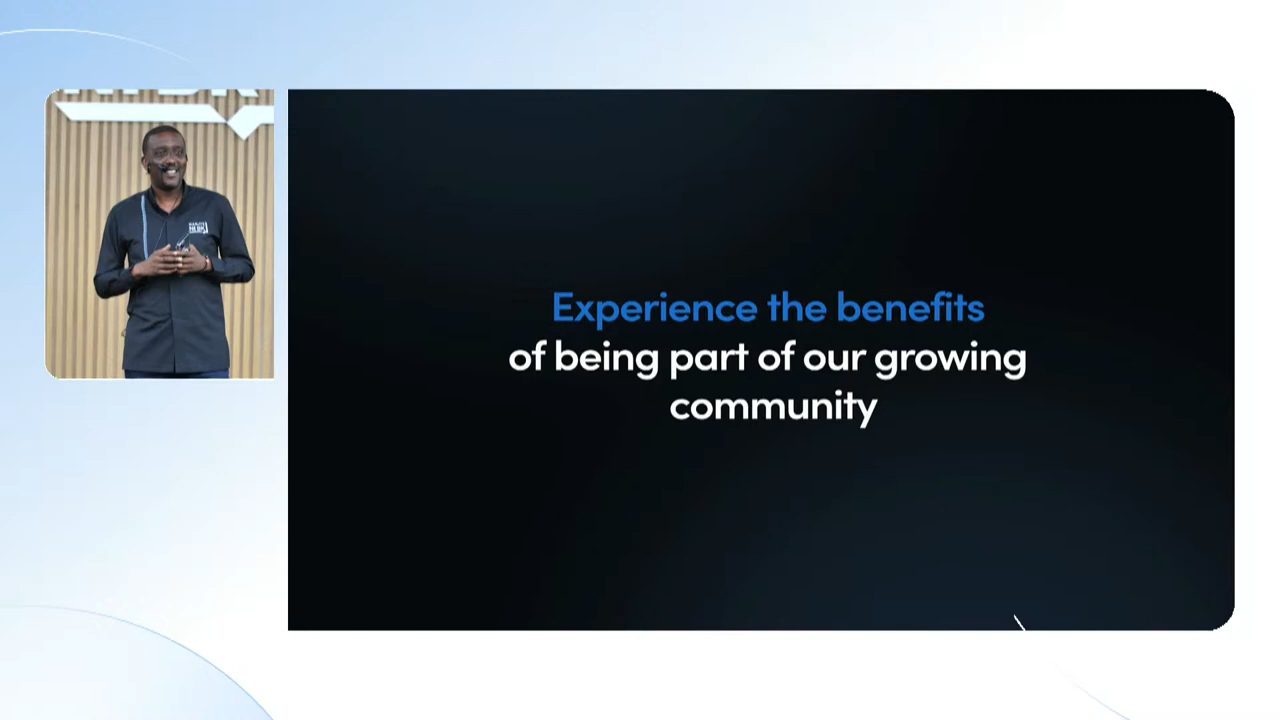 Experience the benefits
of being part of our growing
community